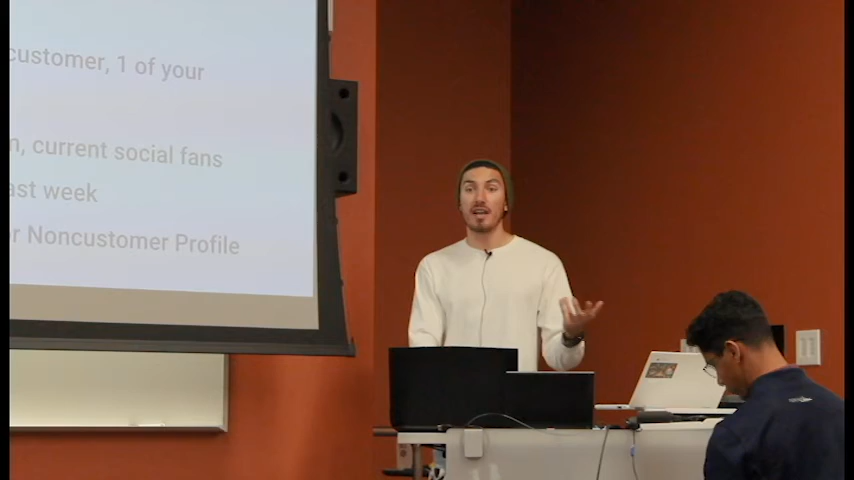 customer, 1 of your
, current social fans
ast week
r Noncustomer Profile